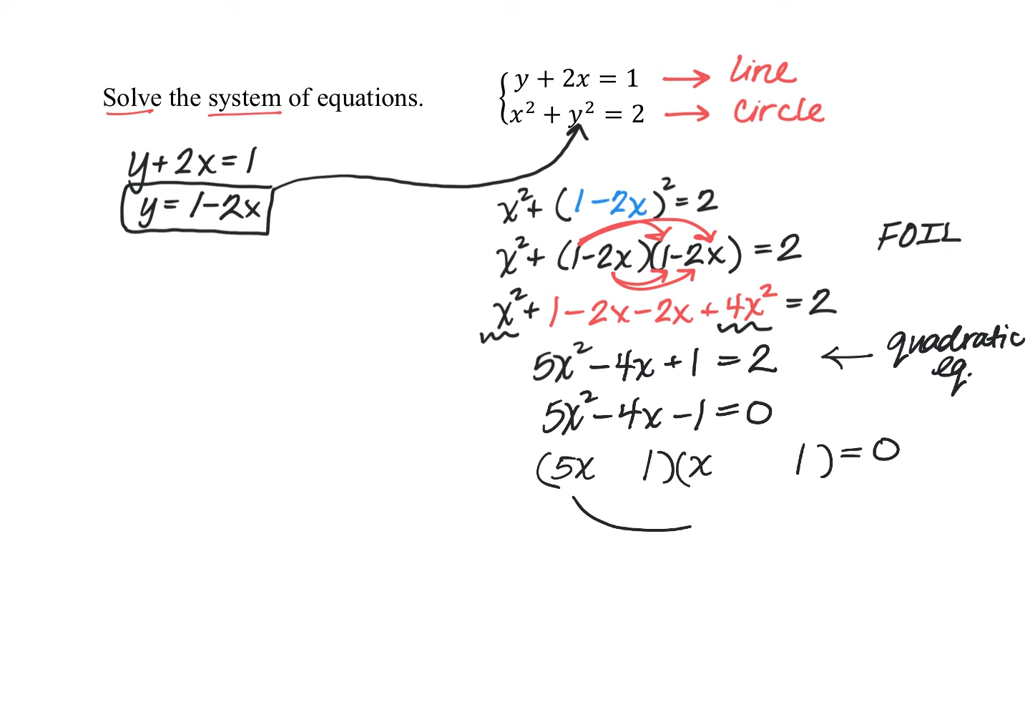 Solve the system of equations.
{ y + 2x = 1 → line
x² + y² = 2 → circle
y + 2x = 1
y = 1 - 2x
x² + (1 - 2x)² = 2
x² + (1 - 2x)(1 - 2x) = 2 FOIL
x² + 1 - 2x - 2x + 4x² = 2
5x² - 4x + 1 = 2 ← quadratic eq.
5x² - 4x - 1 = 0
(5x 1)(x 1) = 0